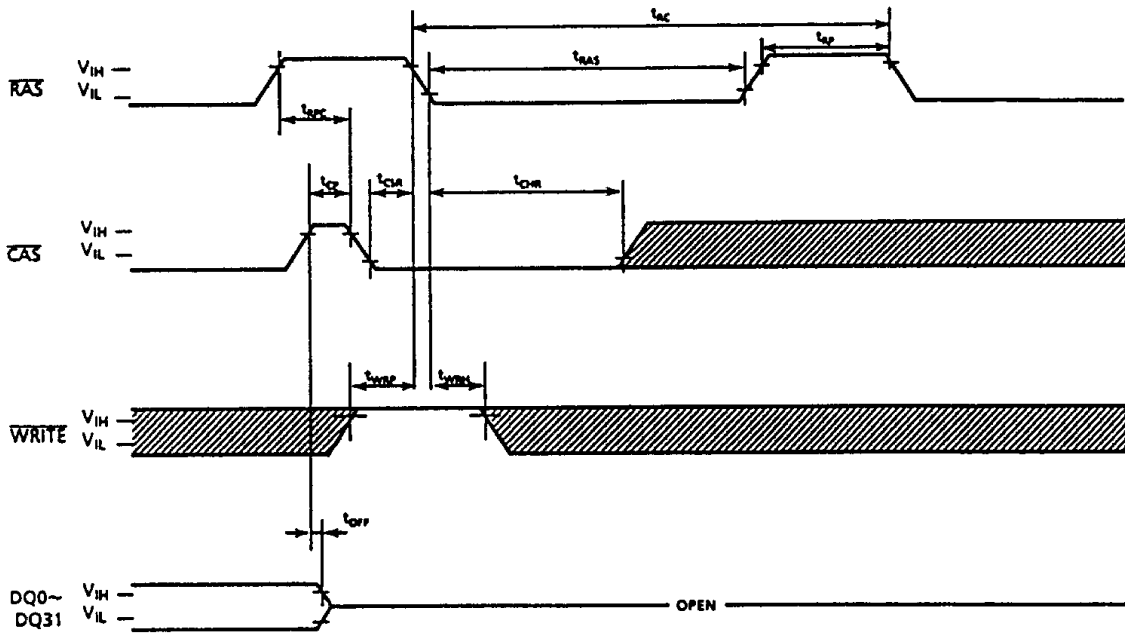 tRC
tRP
RAS VIH
VIL
tRAS
tRPC
tCP tCSR tCHR
CAS VIH
VIL
tWRP tWRH
WRITE VIH
VIL
tOFF
DQ0~ VIH
DQ31 VIL
OPEN